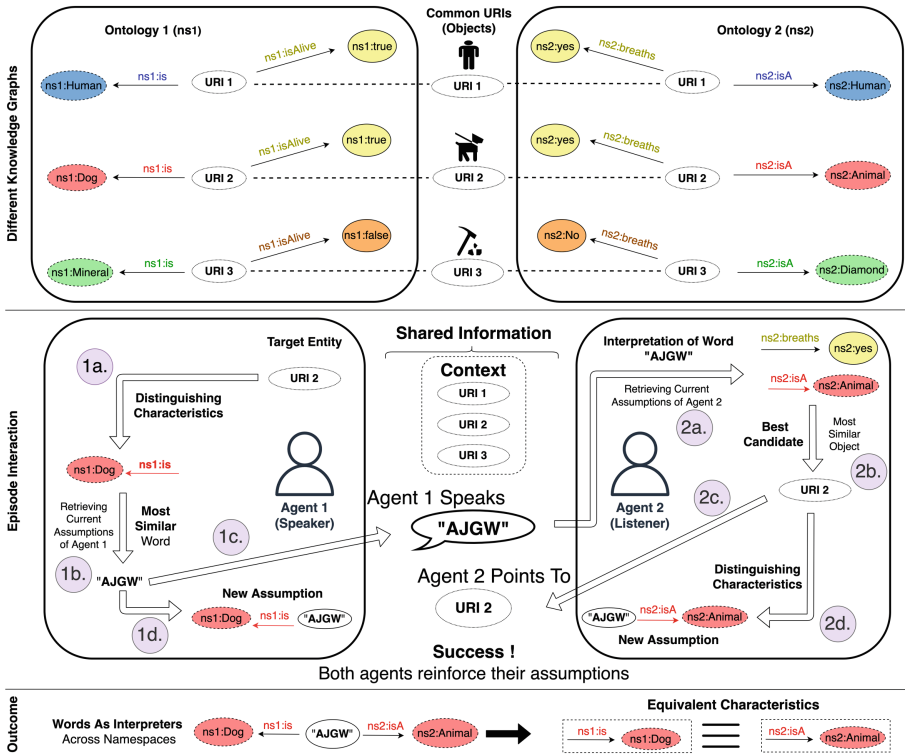 Different Knowledge Graphs
Ontology 1 (ns1)
ns1:isAlive
ns1:true
ns1:Human
ns1:is
URI 1
ns1:isAlive
ns1:true
ns1:Dog
ns1:is
URI 2
ns1:isAlive
ns1:false
ns1:Mineral
ns1:is
URI 3
Common URIs
(Objects)
URI 1
URI 2
URI 3
Ontology 2 (ns2)
ns2:yes
ns2:breaths
URI 1
ns2:isA
ns2:Human
ns2:yes
ns2:breaths
URI 2
ns2:isA
ns2:Animal
ns2:No
ns2:breaths
URI 3
ns2:isA
ns2:Diamond
Episode Interaction
1a.
Target Entity
URI 2
Distinguishing
Characteristics
ns1:Dog
ns1:is
Retrieving
Current
Assumptions
of Agent 1
Most
Similar
Word
Agent 1
(Speaker)
1b.
"AJGW"
1c.
1d.
New Assumption
ns1:Dog
ns1:is
"AJGW"
Shared Information
Context
URI 1
URI 2
URI 3
Agent 1 Speaks
"AJGW"
Agent 2 Points To
URI 2
Success !
Both agents reinforce their assumptions
Interpretation of Word
"AJGW"
ns2:breaths
ns2:yes
ns2:isA
ns2:Animal
Retrieving Current
Assumptions of Agent 2
2a.
Best
Candidate
Most
Similar
Object
2b.
URI 2
Agent 2
(Listener)
2c.
Distinguishing
Characteristics
"AJGW"
ns2:isA
ns2:Animal
New Assumption
2d.
Outcome
Words As Interpreters
Across Namespaces
ns1:Dog
ns1:is
"AJGW"
ns2:isA
ns2:Animal
Equivalent Characteristics
ns1:is
ns1:Dog
ns2:isA
ns2:Animal